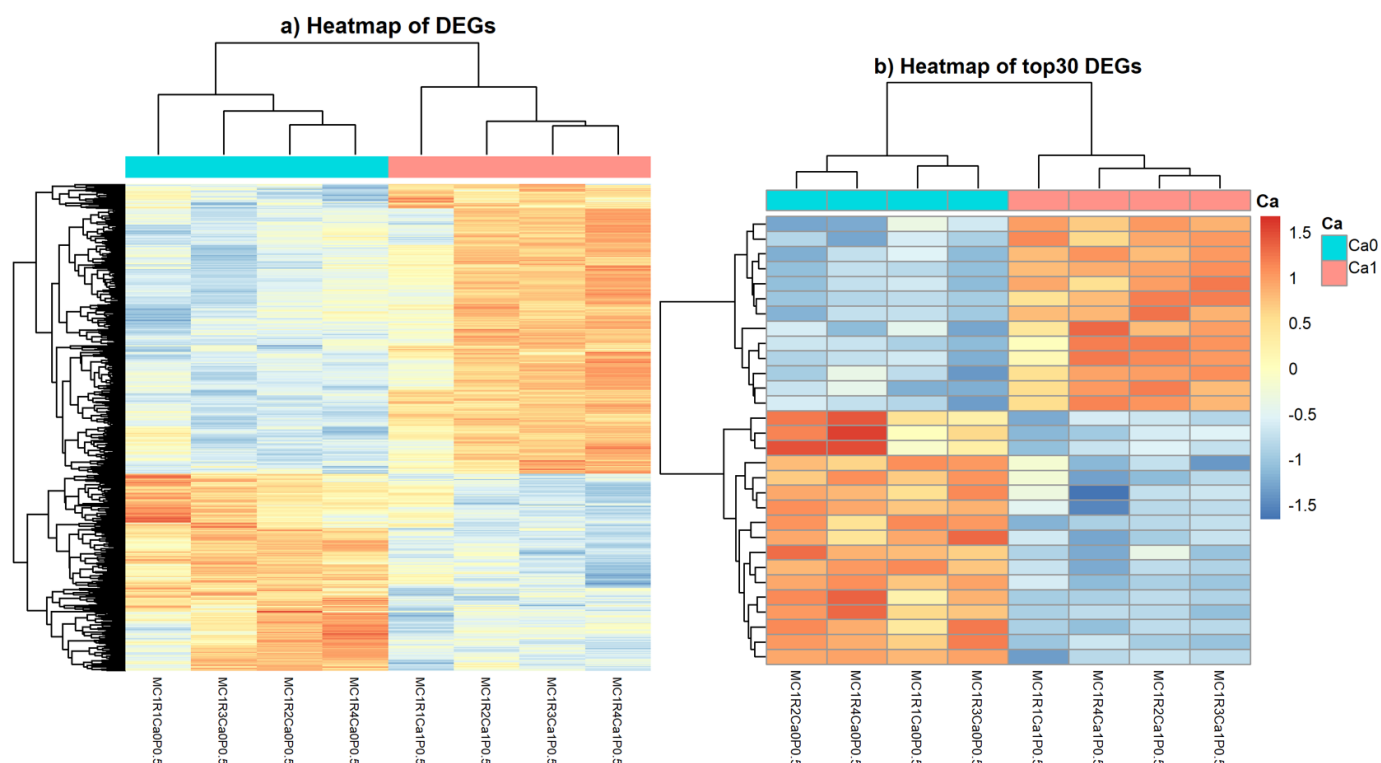 a) Heatmap of DEGs
MC1R1Ca0P0.5
MC1R3Ca0P0.5
MC1R2Ca0P0.5
MC1R4Ca0P0.5
MC1R1Ca1P0.5
MC1R2Ca1P0.5
MC1R3Ca1P0.5
MC1R4Ca1P0.5
b) Heatmap of top30 DEGs
Ca
MC1R2Ca0P0.5
MC1R4Ca0P0.5
MC1R1Ca0P0.5
MC1R3Ca0P0.5
MC1R1Ca1P0.5
MC1R4Ca1P0.5
MC1R2Ca1P0.5
MC1R3Ca1P0.5
1.5
1
0.5
0
-0.5
-1
-1.5
Ca
Ca0
Ca1